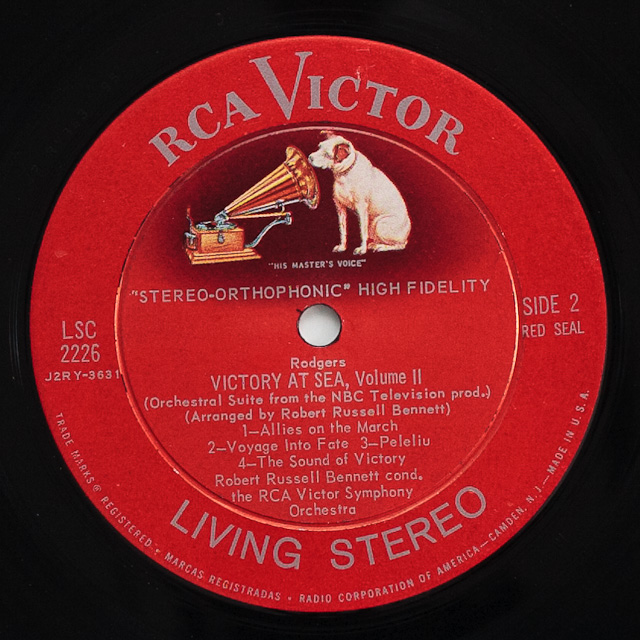 RCA VICTOR
"HIS MASTER'S VOICE"
"STEREO-ORTHOPHONIC" HIGH FIDELITY
LSC
2226
J2RY-3631
SIDE 2
RED SEAL
Rodgers
VICTORY AT SEA, Volume II
(Orchestral Suite from the NBC Television prod.)
(Arranged by Robert Russell Bennett)
1—Allies on the March
2—Voyage Into Fate 3—Peleliu
4—The Sound of Victory
Robert Russell Bennett cond.
the RCA Victor Symphony
Orchestra
LIVING STEREO
TRADE MARKS ® REGISTERED • MARCAS REGISTRADAS • RADIO CORPORATION OF AMERICA—CAMDEN, N.J.—MADE IN U.S.A.